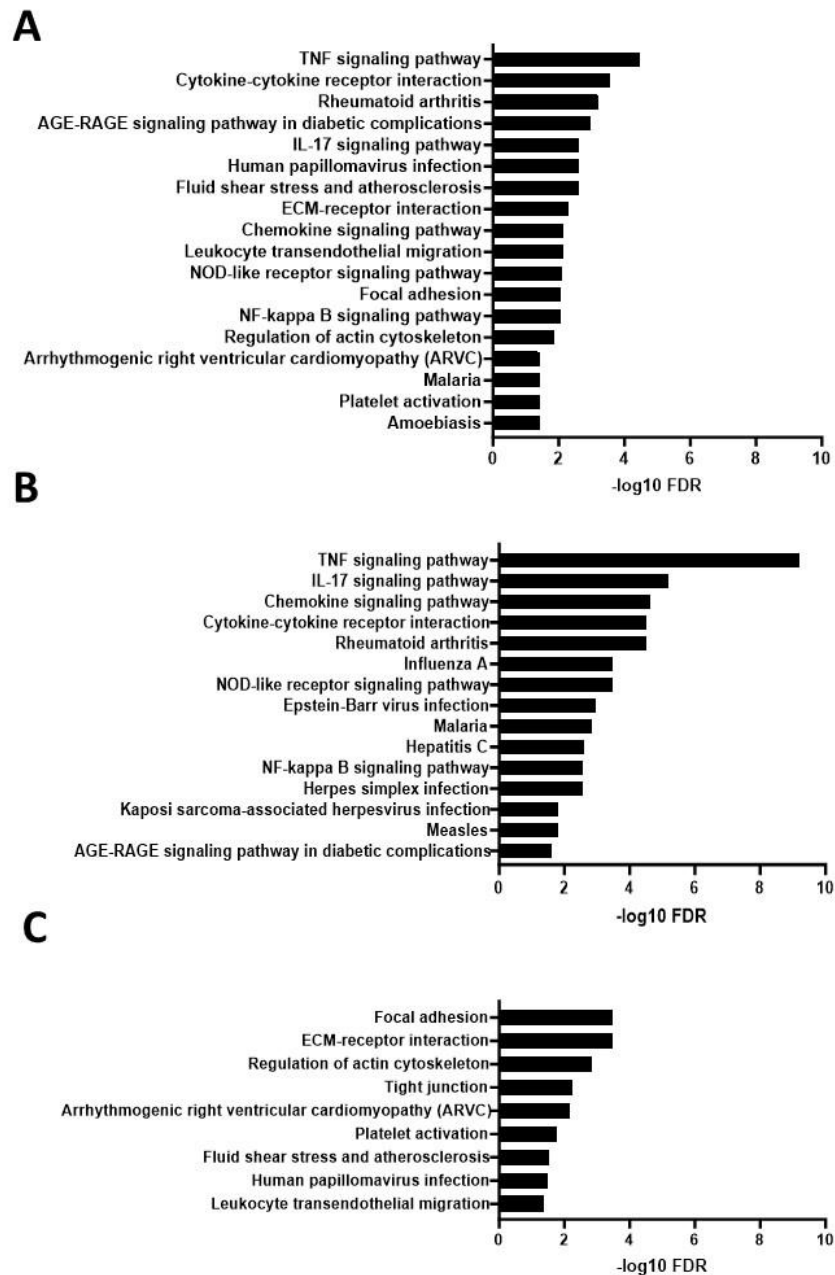 A
TNF signaling pathway
Cytokine-cytokine receptor interaction
Rheumatoid arthritis
AGE-RAGE signaling pathway in diabetic complications
IL-17 signaling pathway
Human papillomavirus infection
Fluid shear stress and atherosclerosis
ECM-receptor interaction
Chemokine signaling pathway
Leukocyte transendothelial migration
NOD-like receptor signaling pathway
Focal adhesion
NF-kappa B signaling pathway
Regulation of actin cytoskeleton
Arrhythmogenic right ventricular cardiomyopathy (ARVC)
Malaria
Platelet activation
Amoebiasis
0 2 4 6 8 10
-log10 FDR
B
TNF signaling pathway
IL-17 signaling pathway
Chemokine signaling pathway
Cytokine-cytokine receptor interaction
Rheumatoid arthritis
Influenza A
NOD-like receptor signaling pathway
Epstein-Barr virus infection
Malaria
Hepatitis C
NF-kappa B signaling pathway
Herpes simplex infection
Kaposi sarcoma-associated herpesvirus infection
Measles
AGE-RAGE signaling pathway in diabetic complications
0 2 4 6 8 10
-log10 FDR
C
Focal adhesion
ECM-receptor interaction
Regulation of actin cytoskeleton
Tight junction
Arrhythmogenic right ventricular cardiomyopathy (ARVC)
Platelet activation
Fluid shear stress and atherosclerosis
Human papillomavirus infection
Leukocyte transendothelial migration
0 2 4 6 8 10
-log10 FDR